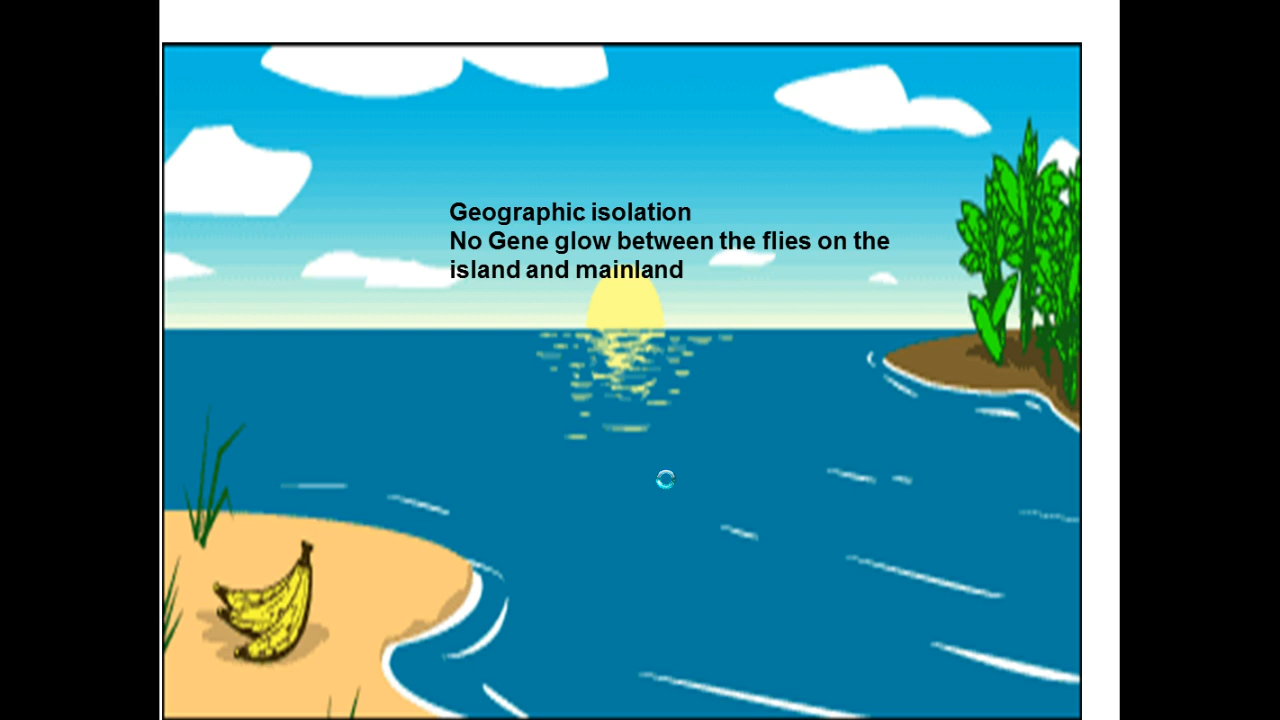 Geographic isolation
No Gene glow between the flies on the
island and mainland